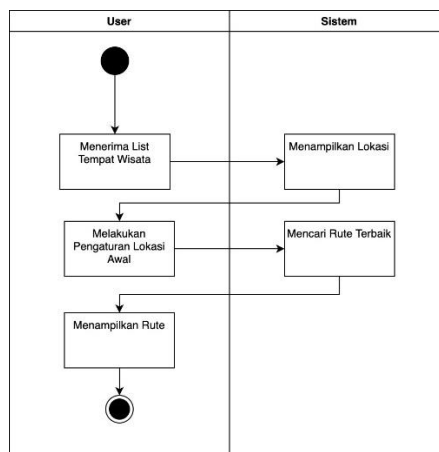 User
Sistem
Menerima List
Tempat Wisata
Menampilkan Lokasi
Melakukan
Pengaturan Lokasi
Awal
Mencari Rute Terbaik
Menampilkan Rute